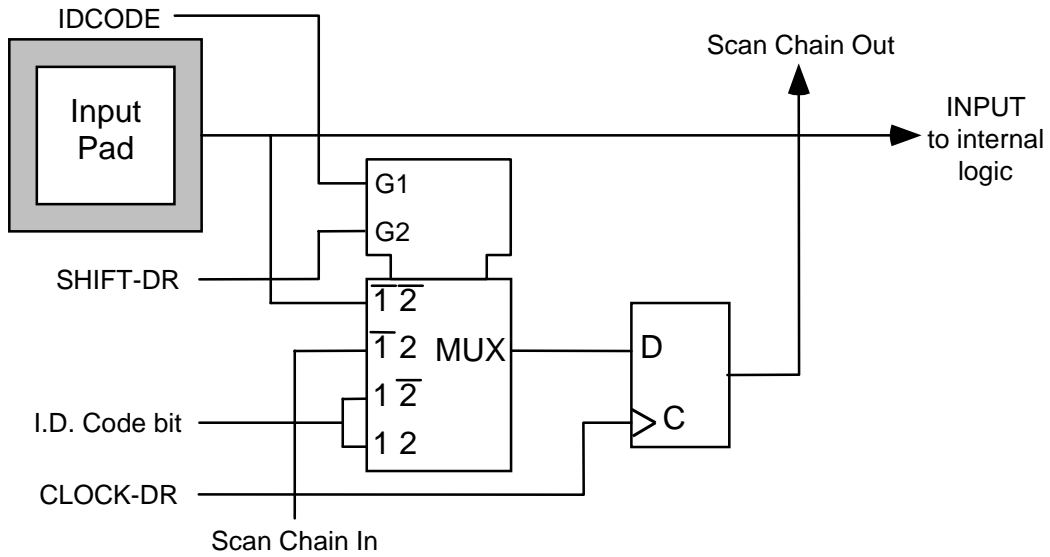 IDCODE
Scan Chain Out
Input
Pad
INPUT
to internal
logic
G1
G2
SHIFT-DR
1̅ 2̅
1̅ 2
MUX
D
1 2̅
I.D. Code bit
C
1 2
CLOCK-DR
Scan Chain In